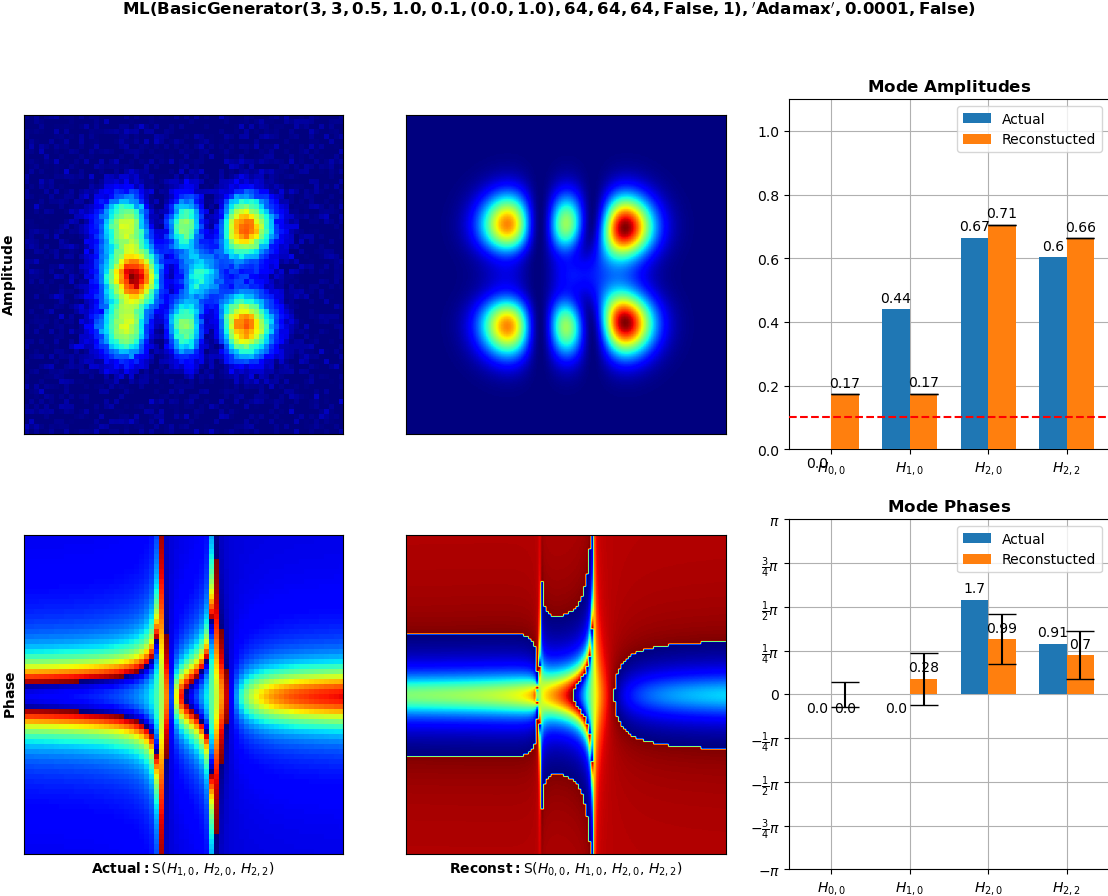 ML(BasicGenerator(3, 3, 0.5, 1.0, 0.1, (0.0, 1.0), 64, 64, 64, False, 1), ′Adamax′, 0.0001, False)
Amplitude
Mode Amplitudes
Actual
Reconstucted
1.0
0.8
0.6
0.4
0.2
0.0
0.0
0.17
0.44
0.17
0.67
0.71
0.6
0.66
H0,0
H1,0
H2,0
H2,2
Phase
Actual: S(H1,0, H2,0, H2,2)
Reconst: S(H0,0, H1,0, H2,0, H2,2)
Mode Phases
Actual
Reconstucted
π
3/4π
1/2π
1/4π
0
−1/4π
−1/2π
−3/4π
−π
0.0
0.0
0.0
0.28
1.7
0.99
0.91
0.7
H0,0
H1,0
H2,0
H2,2